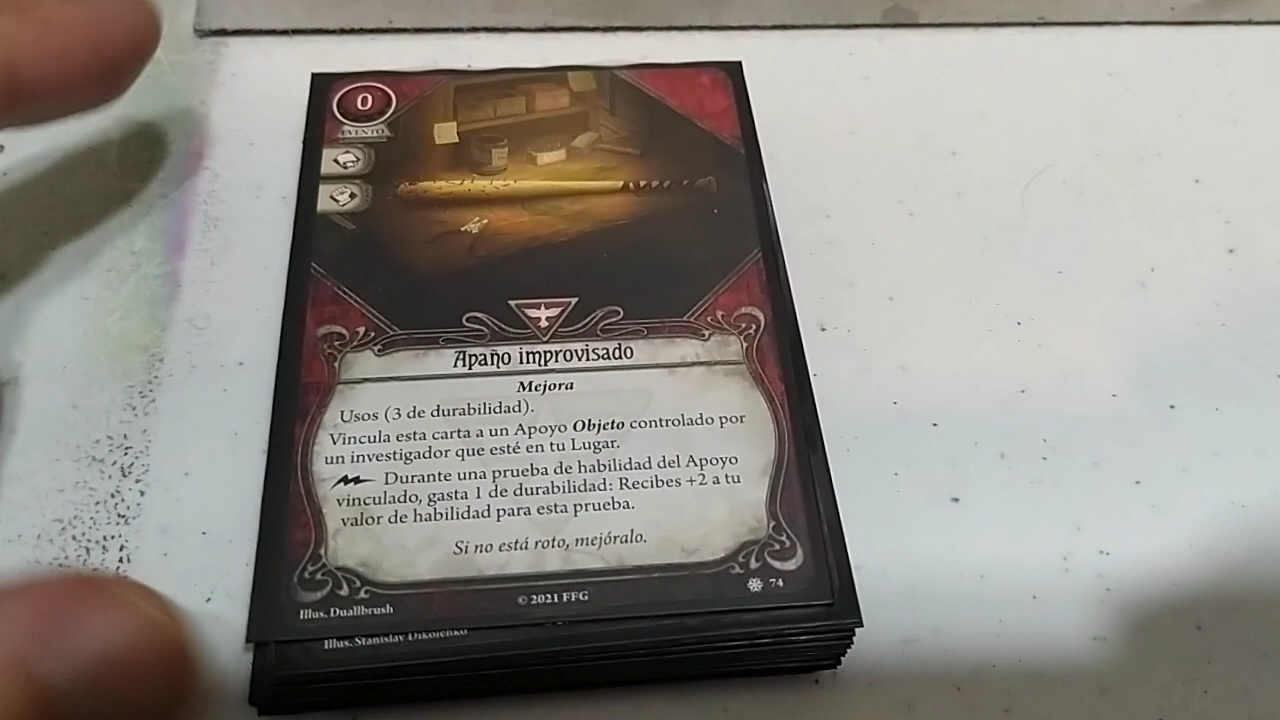 0
EVENTO
Apaño improvisado
Mejora
Usos (3 de durabilidad).
Vincula esta carta a un Apoyo Objeto controlado por
un investigador que esté en tu Lugar.
Durante una prueba de habilidad del Apoyo
vinculado, gasta 1 de durabilidad: Recibes +2 a tu
valor de habilidad para esta prueba.
Si no está roto, mejóralo.
Illus. Duallbrush
© 2021 FFG
74
Illus. Stanislav Dikolenko